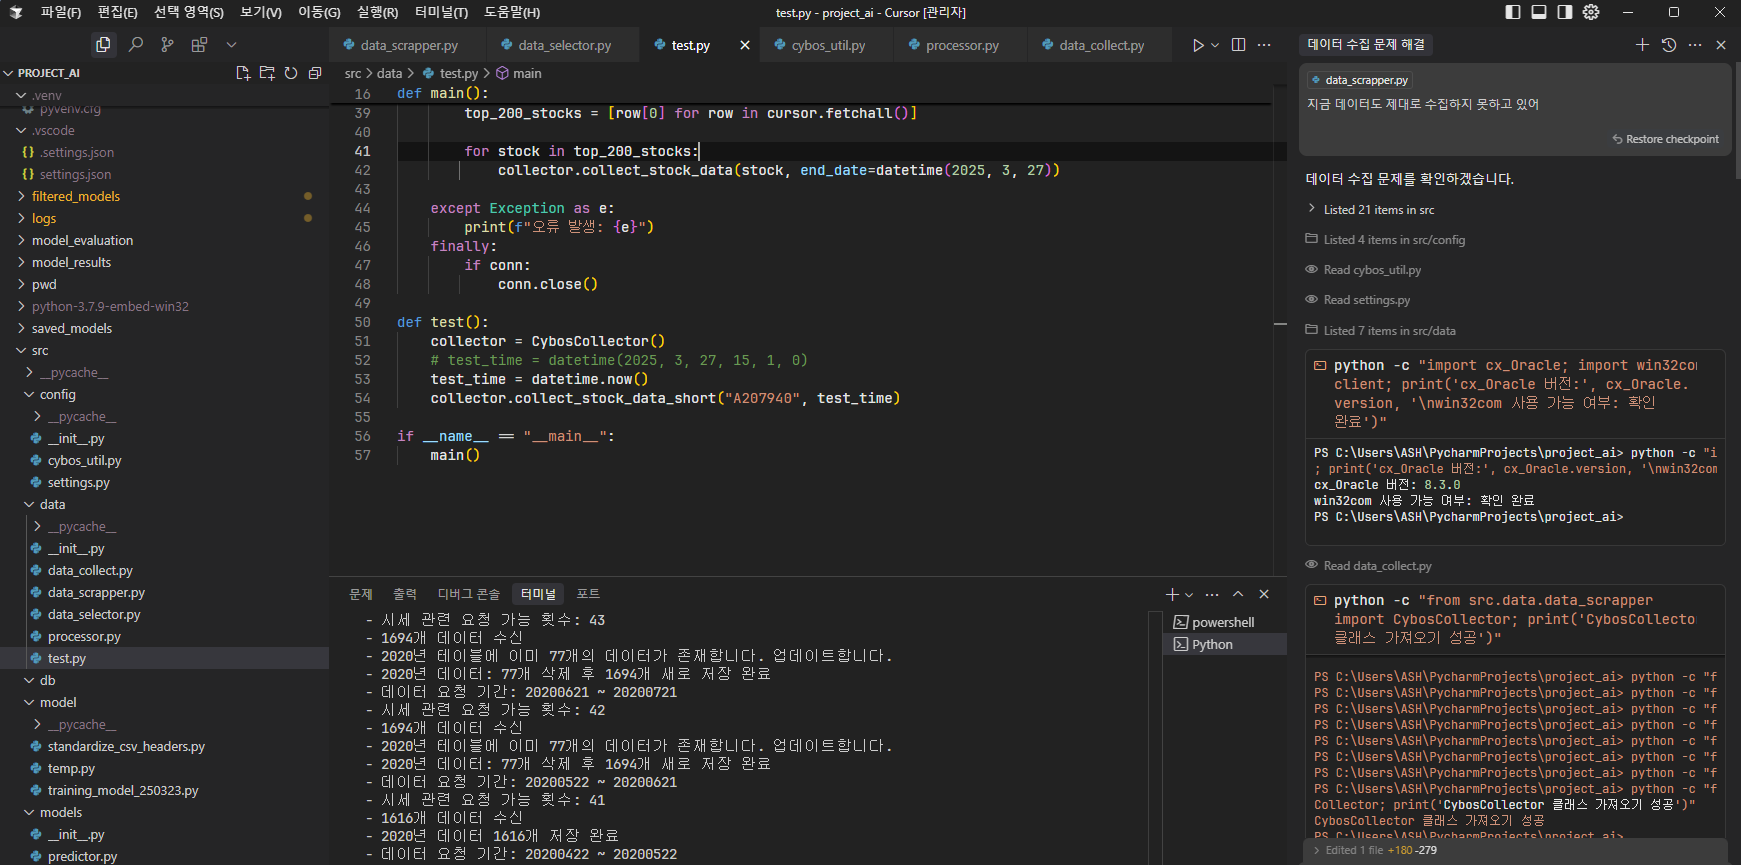 파일(F) 편집(E) 선택 영역(S) 보기(V) 이동(G) 실행(R) 터미널(T) 도움말(H)
test.py - project_ai - Cursor [관리자]
PROJECT_AI
.venv
pyvenv.cfg
.vscode
.settings.json
settings.json
filtered_models
logs
model_evaluation
model_results
pwd
python-3.7.9-embed-win32
saved_models
src
__pycache__
config
__pycache__
__init__.py
cybos_util.py
settings.py
data
__pycache__
__init__.py
data_collect.py
data_scrapper.py
data_selector.py
processor.py
test.py
db
model
__pycache__
standardize_csv_headers.py
temp.py
training_model_250323.py
models
__init__.py
predictor.py
data_scrapper.py data_selector.py test.py cybos_util.py processor.py data_collect.py
src > data > test.py > main
16 def main():
39 top_200_stocks = [row[0] for row in cursor.fetchall()]
40
41 for stock in top_200_stocks:
42 collector.collect_stock_data(stock, end_date=datetime(2025, 3, 27))
43
44 except Exception as e:
45 print(f"오류 발생: {e}")
46 finally:
47 if conn:
48 conn.close()
49
50 def test():
51 collector = CybosCollector()
52 # test_time = datetime(2025, 3, 27, 15, 1, 0)
53 test_time = datetime.now()
54 collector.collect_stock_data_short("A207940", test_time)
55
56 if __name__ == "__main__":
57 main()
문제 출력 디버그 콘솔 터미널 포트
- 시세 관련 요청 가능 횟수: 43
- 1694개 데이터 수신
- 2020년 테이블에 이미 77개의 데이터가 존재합니다. 업데이트합니다.
- 2020년 데이터: 77개 삭제 후 1694개 새로 저장 완료
- 데이터 요청 기간: 20200621 ~ 20200721
- 시세 관련 요청 가능 횟수: 42
- 1694개 데이터 수신
- 2020년 테이블에 이미 77개의 데이터가 존재합니다. 업데이트합니다.
- 2020년 데이터: 77개 삭제 후 1694개 새로 저장 완료
- 데이터 요청 기간: 20200522 ~ 20200621
- 시세 관련 요청 가능 횟수: 41
- 1616개 데이터 수신
- 2020년 데이터 1616개 저장 완료
- 데이터 요청 기간: 20200422 ~ 20200522
powershell
Python
데이터 수집 문제 해결
data_scrapper.py
지금 데이터도 제대로 수집하지 못하고 있어
Restore checkpoint
데이터 수집 문제를 확인하겠습니다.
Listed 21 items in src
Listed 4 items in src/config
Read cybos_util.py
Read settings.py
Listed 7 items in src/data
python -c "import cx_Oracle; import win32com.
client; print('cx_Oracle 버전:', cx_Oracle.
version, '\nwin32com 사용 가능 여부: 확인
완료')"
PS C:\Users\ASH\PycharmProjects\project_ai> python -c "i
; print('cx_Oracle 버전:', cx_Oracle.version, '\nwin32com
cx_Oracle 버전: 8.3.0
win32com 사용 가능 여부: 확인 완료
PS C:\Users\ASH\PycharmProjects\project_ai>
Read data_collect.py
python -c "from src.data.data_scrapper
import CybosCollector; print('CybosCollector
클래스 가져오기 성공')"
PS C:\Users\ASH\PycharmProjects\project_ai> python -c "f
PS C:\Users\ASH\PycharmProjects\project_ai> python -c "f
PS C:\Users\ASH\PycharmProjects\project_ai> python -c "f
PS C:\Users\ASH\PycharmProjects\project_ai> python -c "f
PS C:\Users\ASH\PycharmProjects\project_ai> python -c "f
PS C:\Users\ASH\PycharmProjects\project_ai> python -c "f
PS C:\Users\ASH\PycharmProjects\project_ai> python -c "f
PS C:\Users\ASH\PycharmProjects\project_ai> python -c "f
Collector; print('CybosCollector 클래스 가져오기 성공')"
CybosCollector 클래스 가져오기 성공
PS C:\Users\ASH\PycharmProjects\project_ai>
Edited 1 file +180 -279